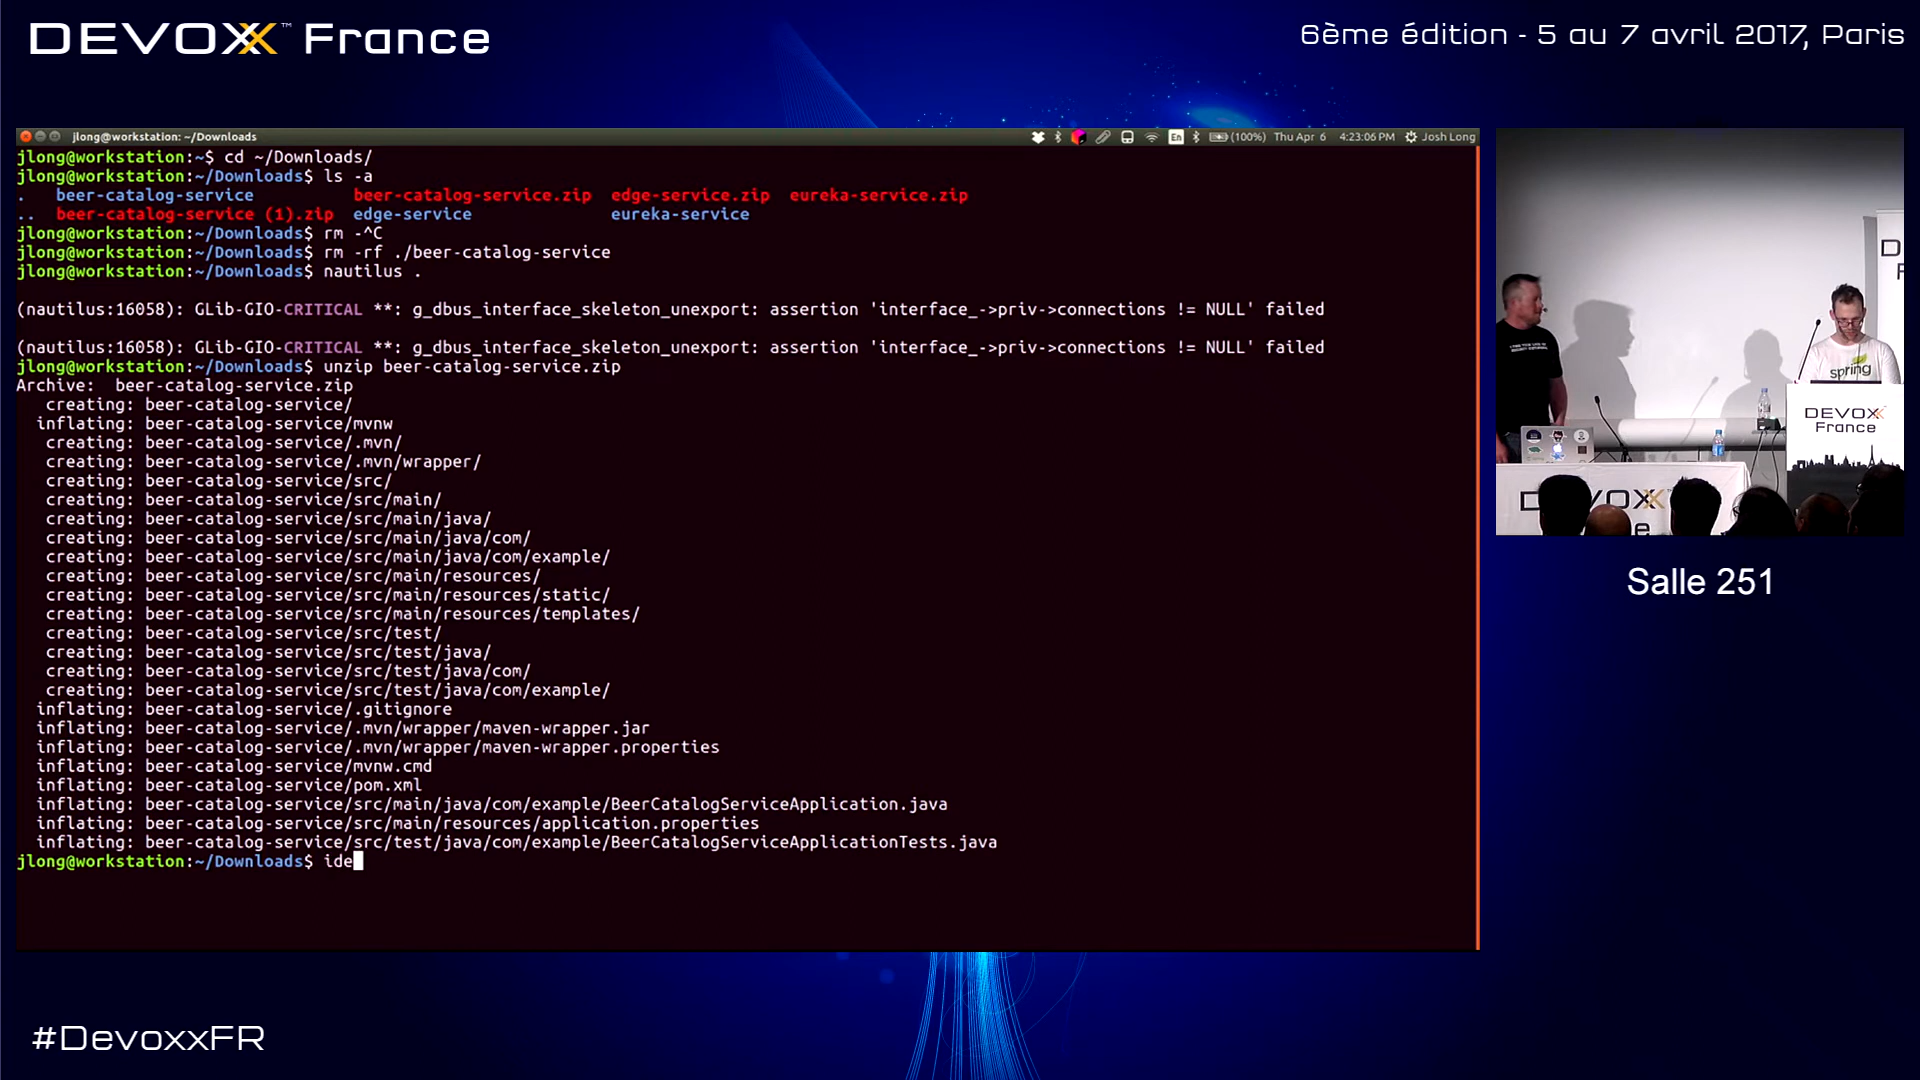 DEVOXX™ France
6ème édition - 5 au 7 avril 2017, Paris
jlong@workstation: ~/Downloads
En (100%) Thu Apr 6 4:23:06 PM Josh Long
jlong@workstation:~$ cd ~/Downloads/
jlong@workstation:~/Downloads$ ls -a
. beer-catalog-service beer-catalog-service.zip edge-service.zip eureka-service.zip
.. beer-catalog-service (1).zip edge-service eureka-service
jlong@workstation:~/Downloads$ rm -^C
jlong@workstation:~/Downloads$ rm -rf ./beer-catalog-service
jlong@workstation:~/Downloads$ nautilus .
(nautilus:16058): GLib-GIO-CRITICAL **: g_dbus_interface_skeleton_unexport: assertion 'interface_->priv->connections != NULL' failed
(nautilus:16058): GLib-GIO-CRITICAL **: g_dbus_interface_skeleton_unexport: assertion 'interface_->priv->connections != NULL' failed
jlong@workstation:~/Downloads$ unzip beer-catalog-service.zip
Archive:  beer-catalog-service.zip
creating: beer-catalog-service/
inflating: beer-catalog-service/mvnw
creating: beer-catalog-service/.mvn/
creating: beer-catalog-service/.mvn/wrapper/
creating: beer-catalog-service/src/
creating: beer-catalog-service/src/main/
creating: beer-catalog-service/src/main/java/
creating: beer-catalog-service/src/main/java/com/
creating: beer-catalog-service/src/main/java/com/example/
creating: beer-catalog-service/src/main/resources/
creating: beer-catalog-service/src/main/resources/static/
creating: beer-catalog-service/src/main/resources/templates/
creating: beer-catalog-service/src/test/
creating: beer-catalog-service/src/test/java/
creating: beer-catalog-service/src/test/java/com/
creating: beer-catalog-service/src/test/java/com/example/
inflating: beer-catalog-service/.gitignore
inflating: beer-catalog-service/.mvn/wrapper/maven-wrapper.jar
inflating: beer-catalog-service/.mvn/wrapper/maven-wrapper.properties
inflating: beer-catalog-service/mvnw.cmd
inflating: beer-catalog-service/pom.xml
inflating: beer-catalog-service/src/main/java/com/example/BeerCatalogServiceApplication.java
inflating: beer-catalog-service/src/main/resources/application.properties
inflating: beer-catalog-service/src/test/java/com/example/BeerCatalogServiceApplicationTests.java
jlong@workstation:~/Downloads$ ide
spring
DEVOXX
France
Salle 251
#DevoxxFR